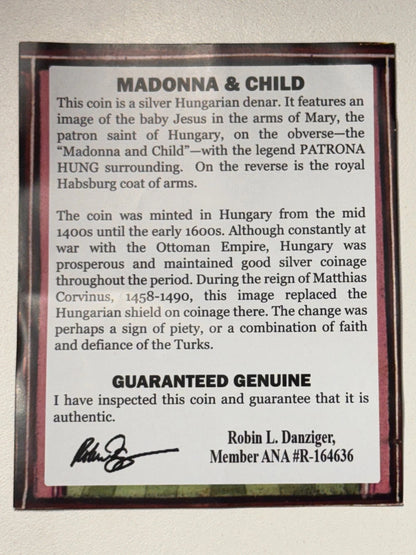 MADONNA & CHILD
This coin is a silver Hungarian denar. It features an
image of the baby Jesus in the arms of Mary, the
patron saint of Hungary, on the obverse—the
“Madonna and Child”—with the legend PATRONA
HUNG surrounding. On the reverse is the royal
Habsburg coat of arms.
The coin was minted in Hungary from the mid
1400s until the early 1600s. Although constantly at
war with the Ottoman Empire, Hungary was
prosperous and maintained good silver coinage
throughout the period. During the reign of Matthias
Corvinus, 1458-1490, this image replaced the
Hungarian shield on coinage there. The change was
perhaps a sign of piety, or a combination of faith
and defiance of the Turks.
GUARANTEED GENUINE
I have inspected this coin and guarantee that it is
authentic.
Robin L. Danziger,
Member ANA #R-164636